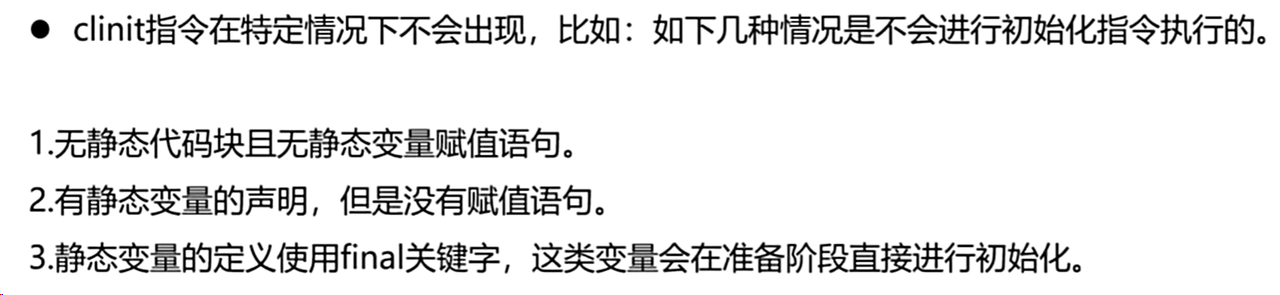 ● clinit指令在特定情况下不会出现，比如：如下几种情况是不会进行初始化指令执行的。
1.无静态代码块且无静态变量赋值语句。
2.有静态变量的声明，但是没有赋值语句。
3.静态变量的定义使用final关键字，这类变量会在准备阶段直接进行初始化。